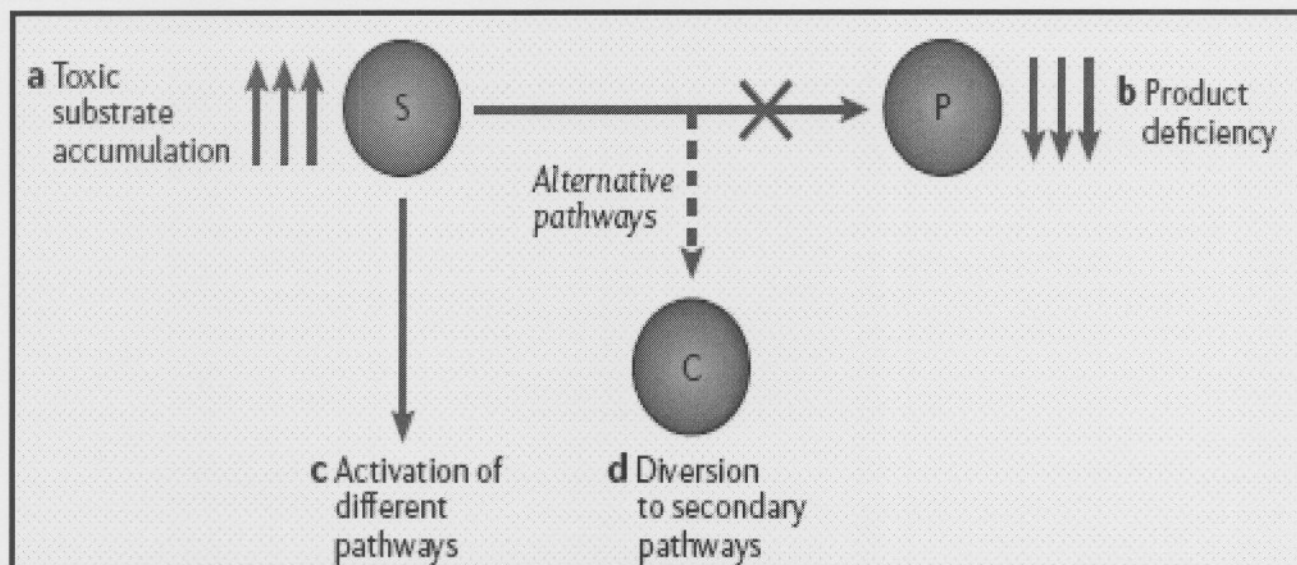 a Toxic
substrate
accumulation
S
P
b Product
deficiency
Alternative
pathways
C
c Activation of
different
pathways
d Diversion
to secondary
pathways